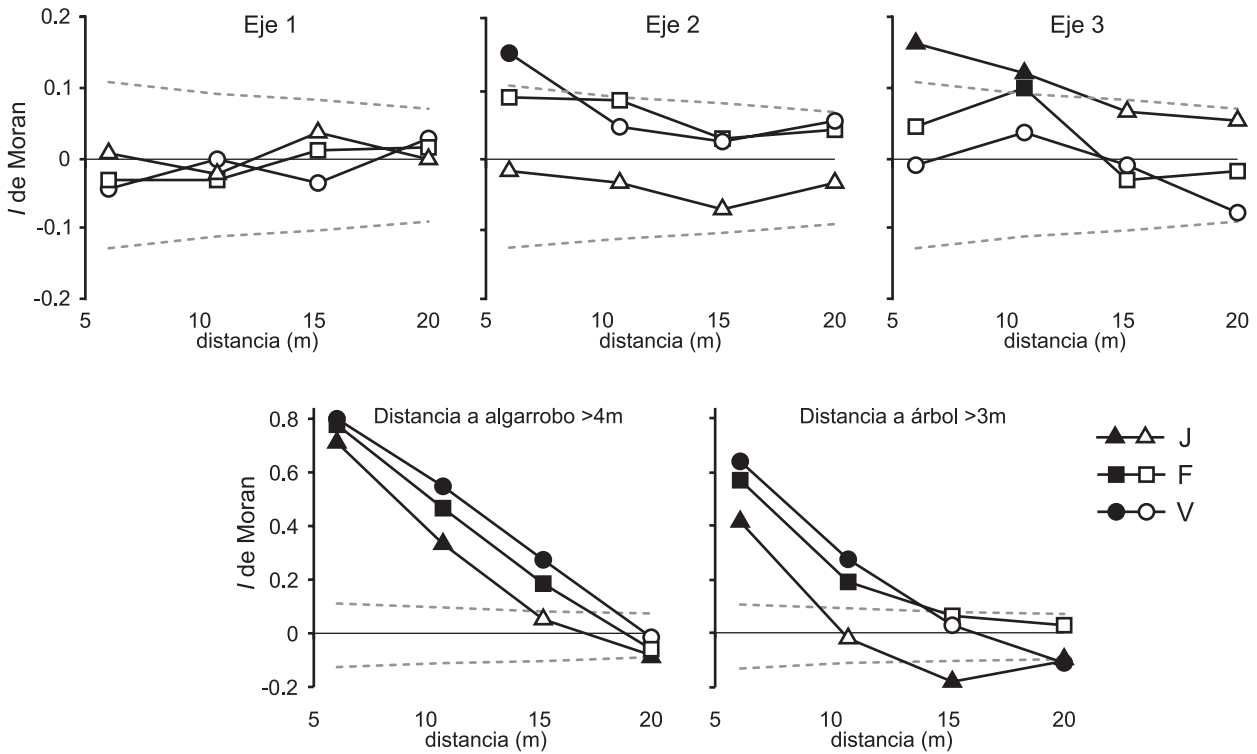 Eje 1
Eje 2
Eje 3
I de Moran
0.2
0.1
0
-0.1
-0.2
5
10
15
20
distancia (m)
5
10
15
20
distancia (m)
5
10
15
20
distancia (m)
Distancia a algarrobo >4m
Distancia a árbol >3m
I de Moran
0.8
0.6
0.4
0.2
0
-0.2
5
10
15
20
distancia (m)
5
10
15
20
distancia (m)
J
F
V